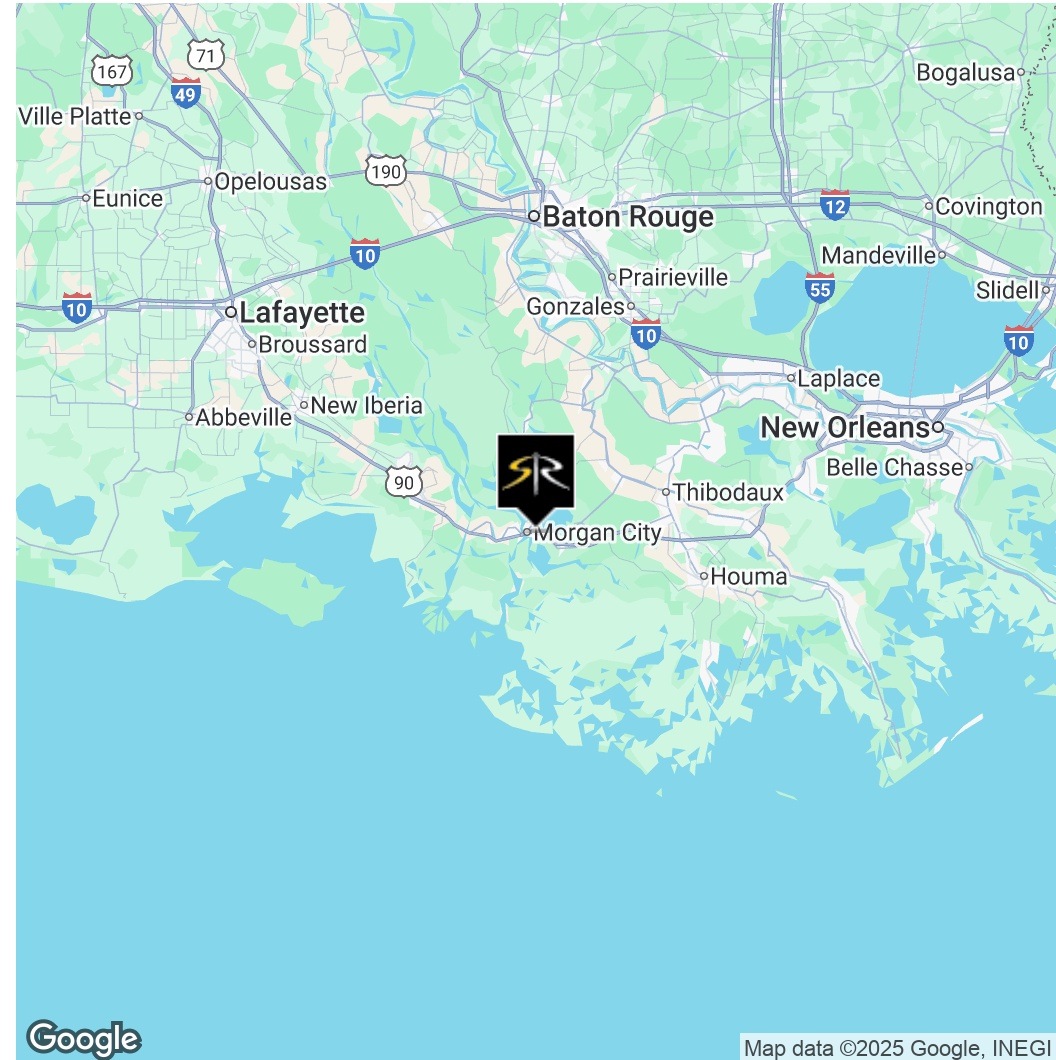 Bogalusa
71
167
49
Ville Platte
190
Opelousas
Eunice
12
Covington
Baton Rouge
10
Mandeville
Prairieville
55
Slidell
10
Gonzales
Lafayette
10
10
Broussard
Laplace
New Iberia
Abbeville
New Orleans
Belle Chasse
SR
90
Thibodaux
Morgan City
Houma
Google
Map data ©2025 Google, INEGI